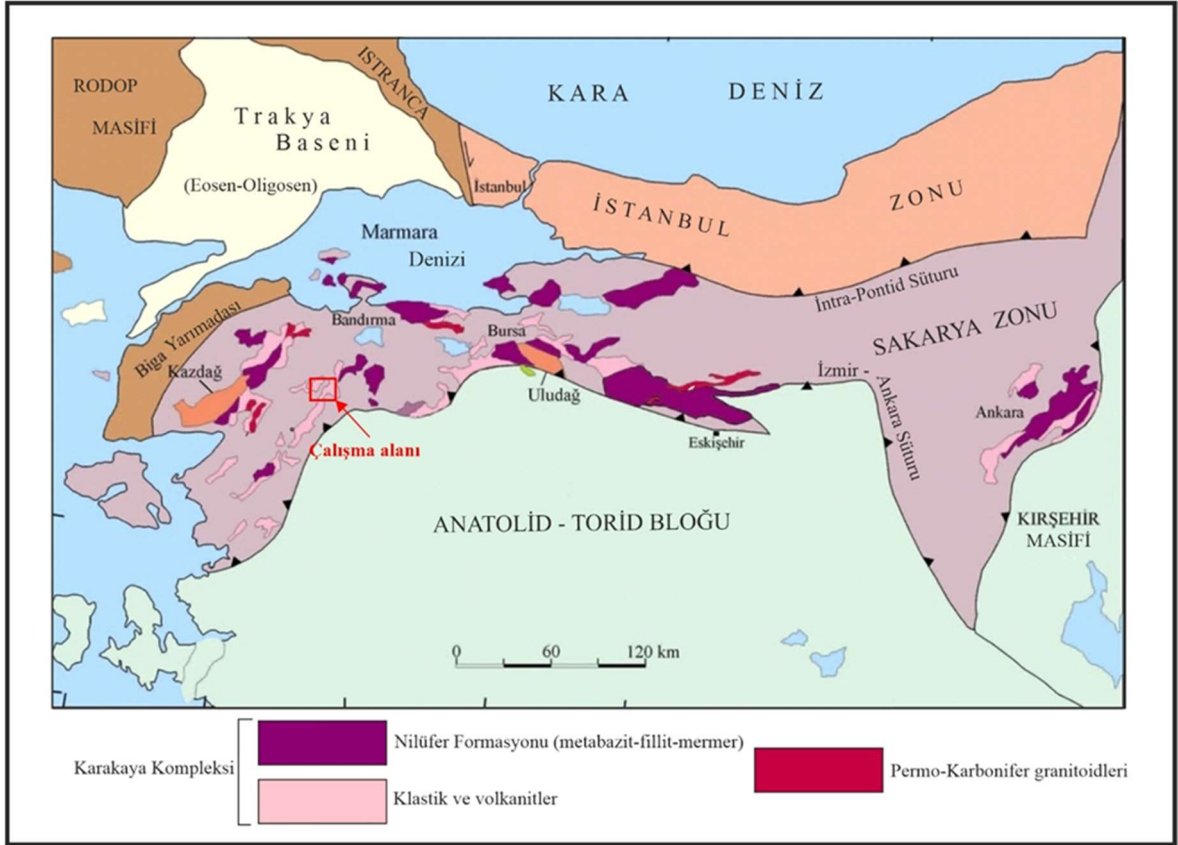 RODOP
MASİFİ
ISTRANCA
Trakya
Baseni
(Eosen-Oligosen)
KARA DENİZ
İstanbul
İSTANBUL ZONU
Marmara
Denizi
İntra-Pontid Süturu
SAKARYA ZONU
Biga Yarımadası
Kazdağ
Bandırma
Bursa
Uludağ
Eskişehir
İzmir -
Ankara Süturu
Ankara
Çalışma alanı
ANATOLİD - TORİD BLOĞU
KIRŞEHİR
MASİFİ
0 60 120 km
Karakaya Kompleksi
Nilüfer Formasyonu (metabazit-fillit-mermer)
Klastik ve volkanitler
Permo-Karbonifer granitoidleri